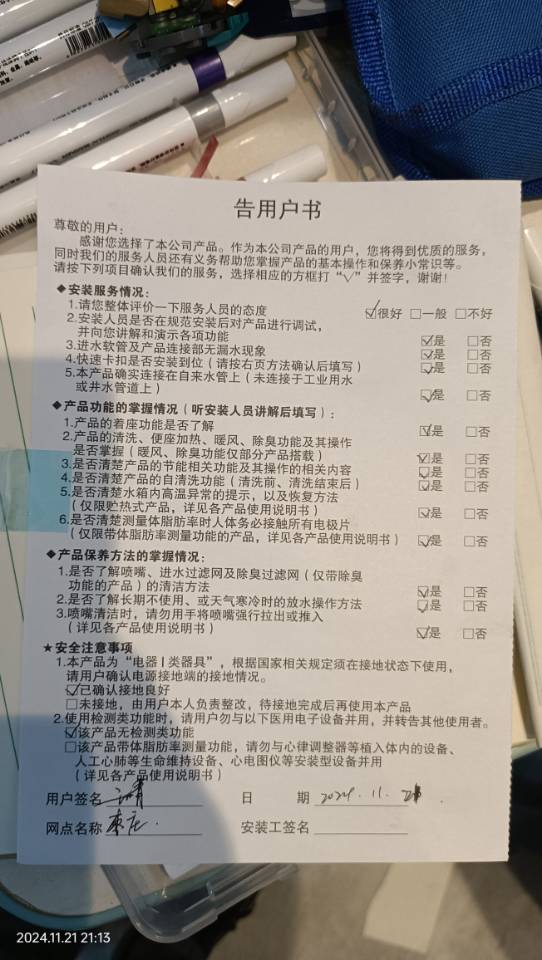 告用户书
尊敬的用户：
感谢您选择了本公司产品。作为本公司产品的用户，您将得到优质的服务，
同时我们的服务人员还有义务帮助您掌握产品的基本操作和保养小常识等。
请按下列项目确认我们的服务，选择相应的方框打“√”并签字，谢谢！
◆安装服务情况：
1.请您整体评价一下服务人员的态度 ☑很好 □一般 □不好
2.安装人员是否在规范安装后对产品进行调试，
并向您讲解和演示各项功能 ☑是 □否
3.进水软管及产品连接部无漏水现象 ☑是 □否
4.快速卡扣是否安装到位（请按右页方法确认后填写） ☑是 □否
5.本产品确实连接在自来水管上（未连接于工业用水
或井水管道上） ☑是 □否
◆产品功能的掌握情况（听安装人员讲解后填写）：
1.产品的着座功能是否了解 ☑是 □否
2.产品的清洗、便座加热、暖风、除臭功能及其操作
是否掌握（暖风、除臭功能仅部分产品搭载） ☑是 □否
3.是否清楚产品的节能相关功能及其操作的相关内容 ☑是 □否
4.是否清楚产品的自清洗功能（清洗前、清洗结束后） ☑是 □否
5.是否清楚水箱内高温异常的提示，以及恢复方法
（仅限贮热式产品，详见各产品使用说明书） ☑是 □否
6.是否清楚测量体脂肪率时人体务必接触所有电极片
（仅限带体脂肪率测量功能的产品，详见各产品使用说明书） ☑是 □否
◆产品保养方法的掌握情况：
1.是否了解喷嘴、进水过滤网及除臭过滤网（仅带除臭
功能的产品）的清洁方法 ☑是 □否
2.是否了解长期不使用、或天气寒冷时的放水操作方法 ☑是 □否
3.喷嘴清洁时，请勿用手将喷嘴强行拉出或推入
（详见各产品使用说明书） ☑是 □否
★安全注意事项
1.本产品为“电器Ⅰ类器具”，根据国家相关规定须在接地状态下使用，
请用户确认电源接地端的接地情况。
☑已确认接地良好
□未接地，由用户本人负责整改，待接地完成后再使用本产品
2.使用检测类功能时，请用户勿与以下医用电子设备并用，并转告其他使用者。
☑该产品无检测类功能
□该产品带体脂肪率测量功能，请勿与心律调整器等植入体内的设备、
人工心肺等生命维持设备、心电图仪等安装型设备并用
（详见各产品使用说明书）
用户签名 日 期 2024.11.21
网点名称 枣庄 安装工签名
2024.11.21 21:13